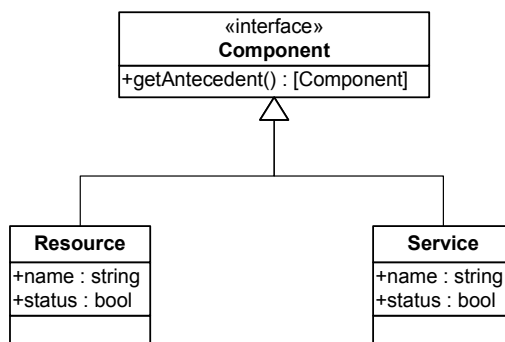 «interface»
Component
+getAntecedent() : [Component]
Resource
+name : string
+status : bool
Service
+name : string
+status : bool